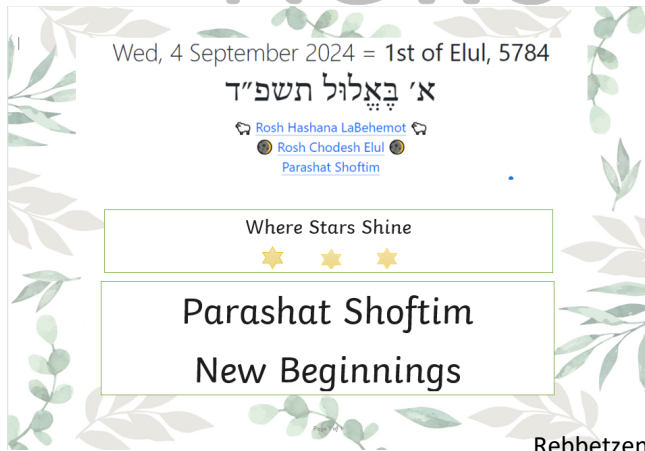 Wed, 4 September 2024 = 1st of Elul, 5784
א׳ בֶּאֱלוּל תשפ״ד
Rosh Hashana LaBehemot
Rosh Chodesh Elul
Parashat Shoftim
Where Stars Shine
Parashat Shoftim
New Beginnings
Rebbetzen